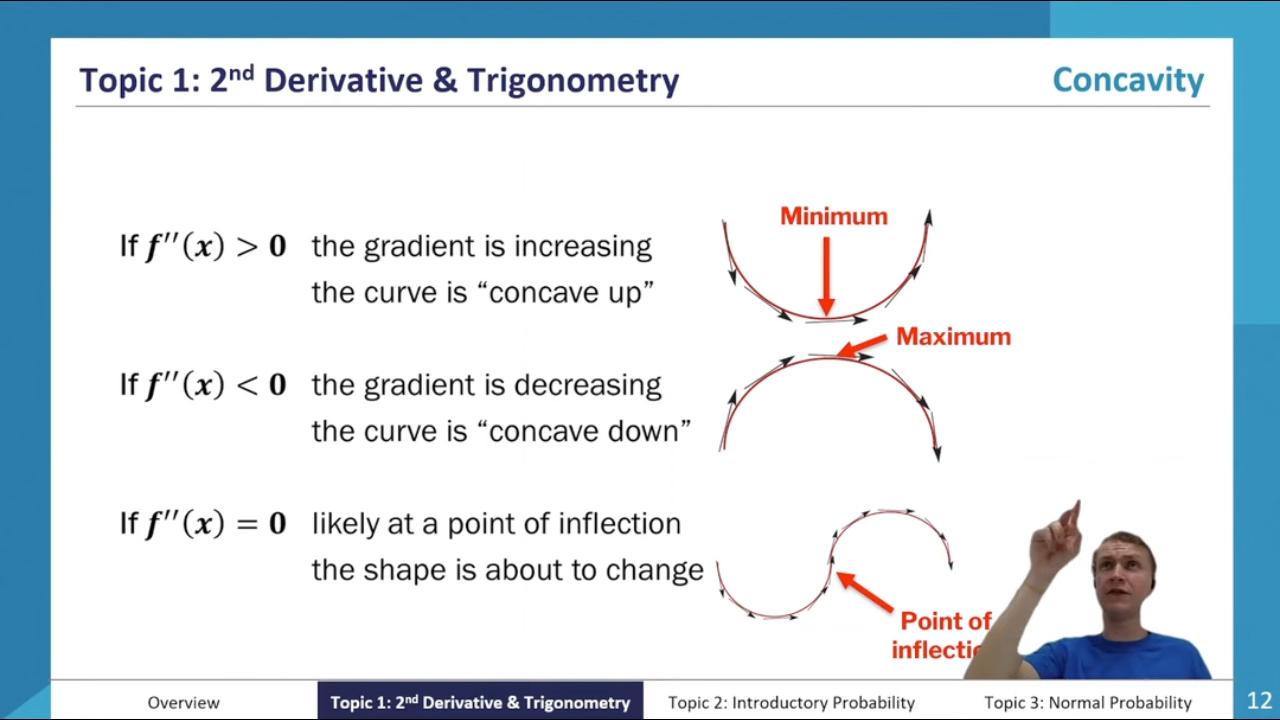 Topic 1: 2nd Derivative & Trigonometry
Concavity
If f′′(x) > 0 the gradient is increasing
the curve is “concave up”
Minimum
Maximum
If f′′(x) < 0 the gradient is decreasing
the curve is “concave down”
If f′′(x) = 0 likely at a point of inflection
the shape is about to change
Point of
inflecti
Overview
Topic 1: 2nd Derivative & Trigonometry
Topic 2: Introductory Probability
Topic 3: Normal Probability
12